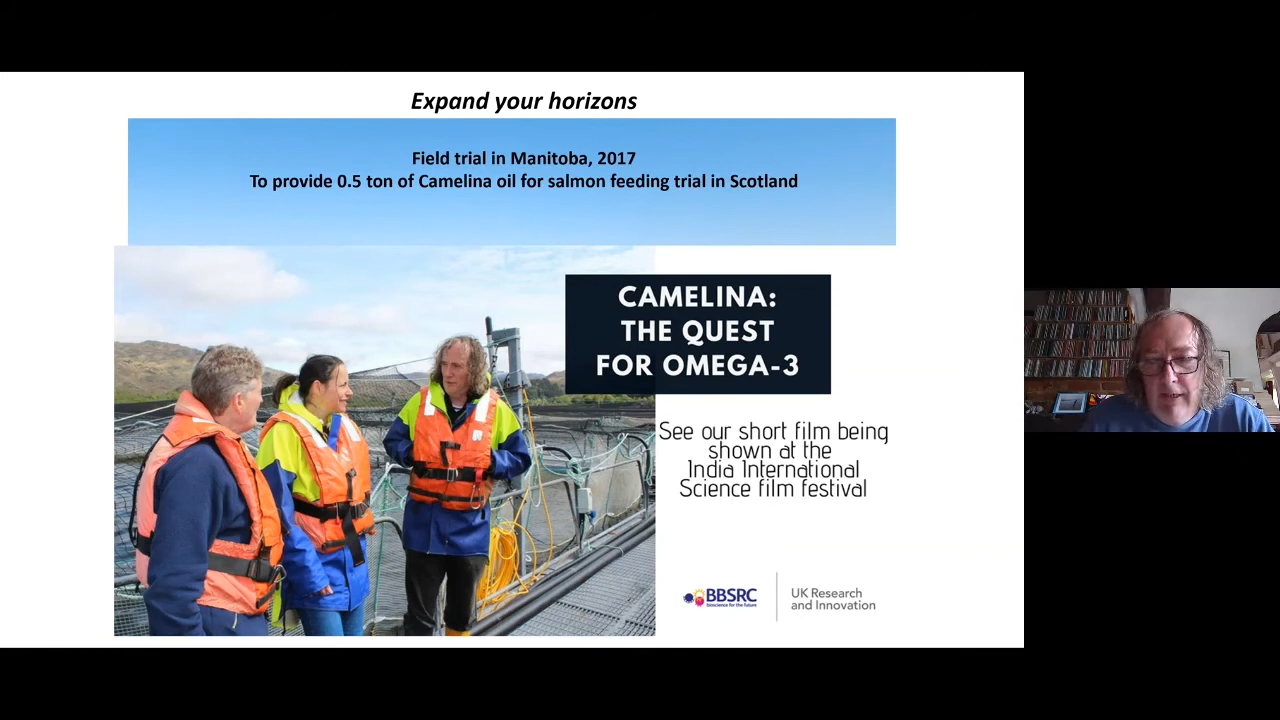 Expand your horizons
Field trial in Manitoba, 2017
To provide 0.5 ton of Camelina oil for salmon feeding trial in Scotland
CAMELINA:
THE QUEST
FOR OMEGA-3
See our short film being
shown at the
India International
Science film festival
BBSRC
bioscience for the future
UK Research
and Innovation